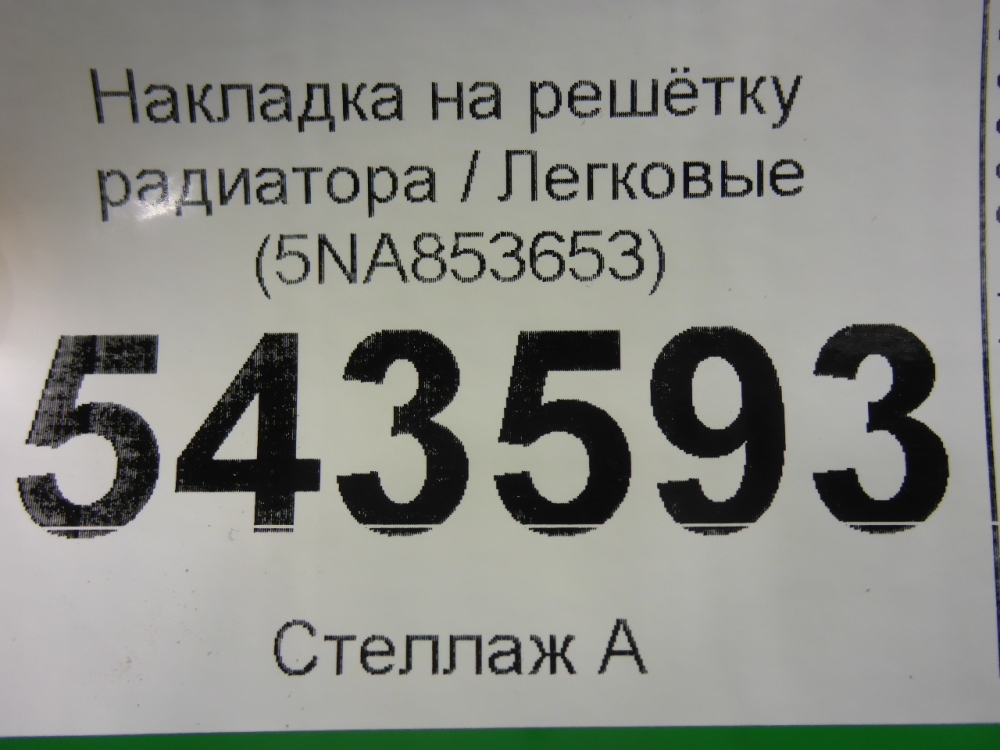 Накладка на решётку
радиатора / Легковые
(5NA853653)
543593
Стеллаж А